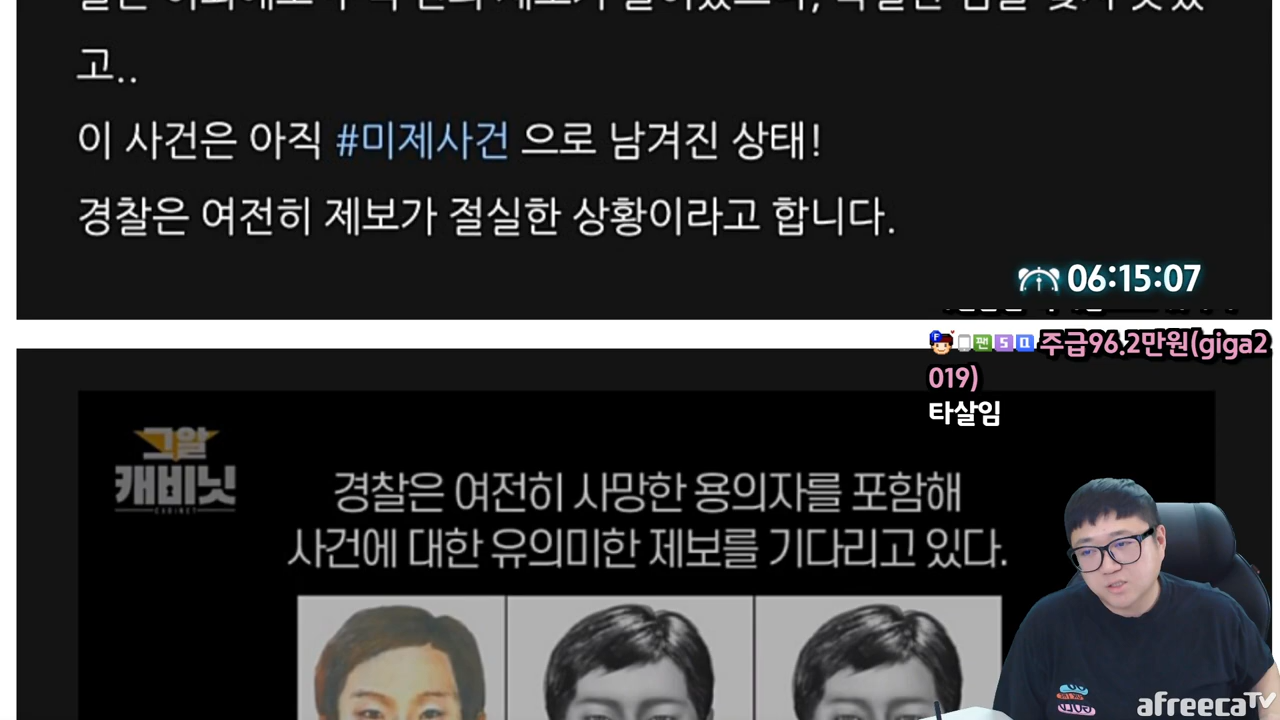 고..
이 사건은 아직 #미제사건 으로 남겨진 상태!
경찰은 여전히 제보가 절실한 상황이라고 합니다.
06:15:07
F 팬 5 주급96.2만원(giga2
019)
타살임
그알
캐비닛
CABINET
경찰은 여전히 사망한 용의자를 포함해
사건에 대한 유의미한 제보를 기다리고 있다.
afreecaTV